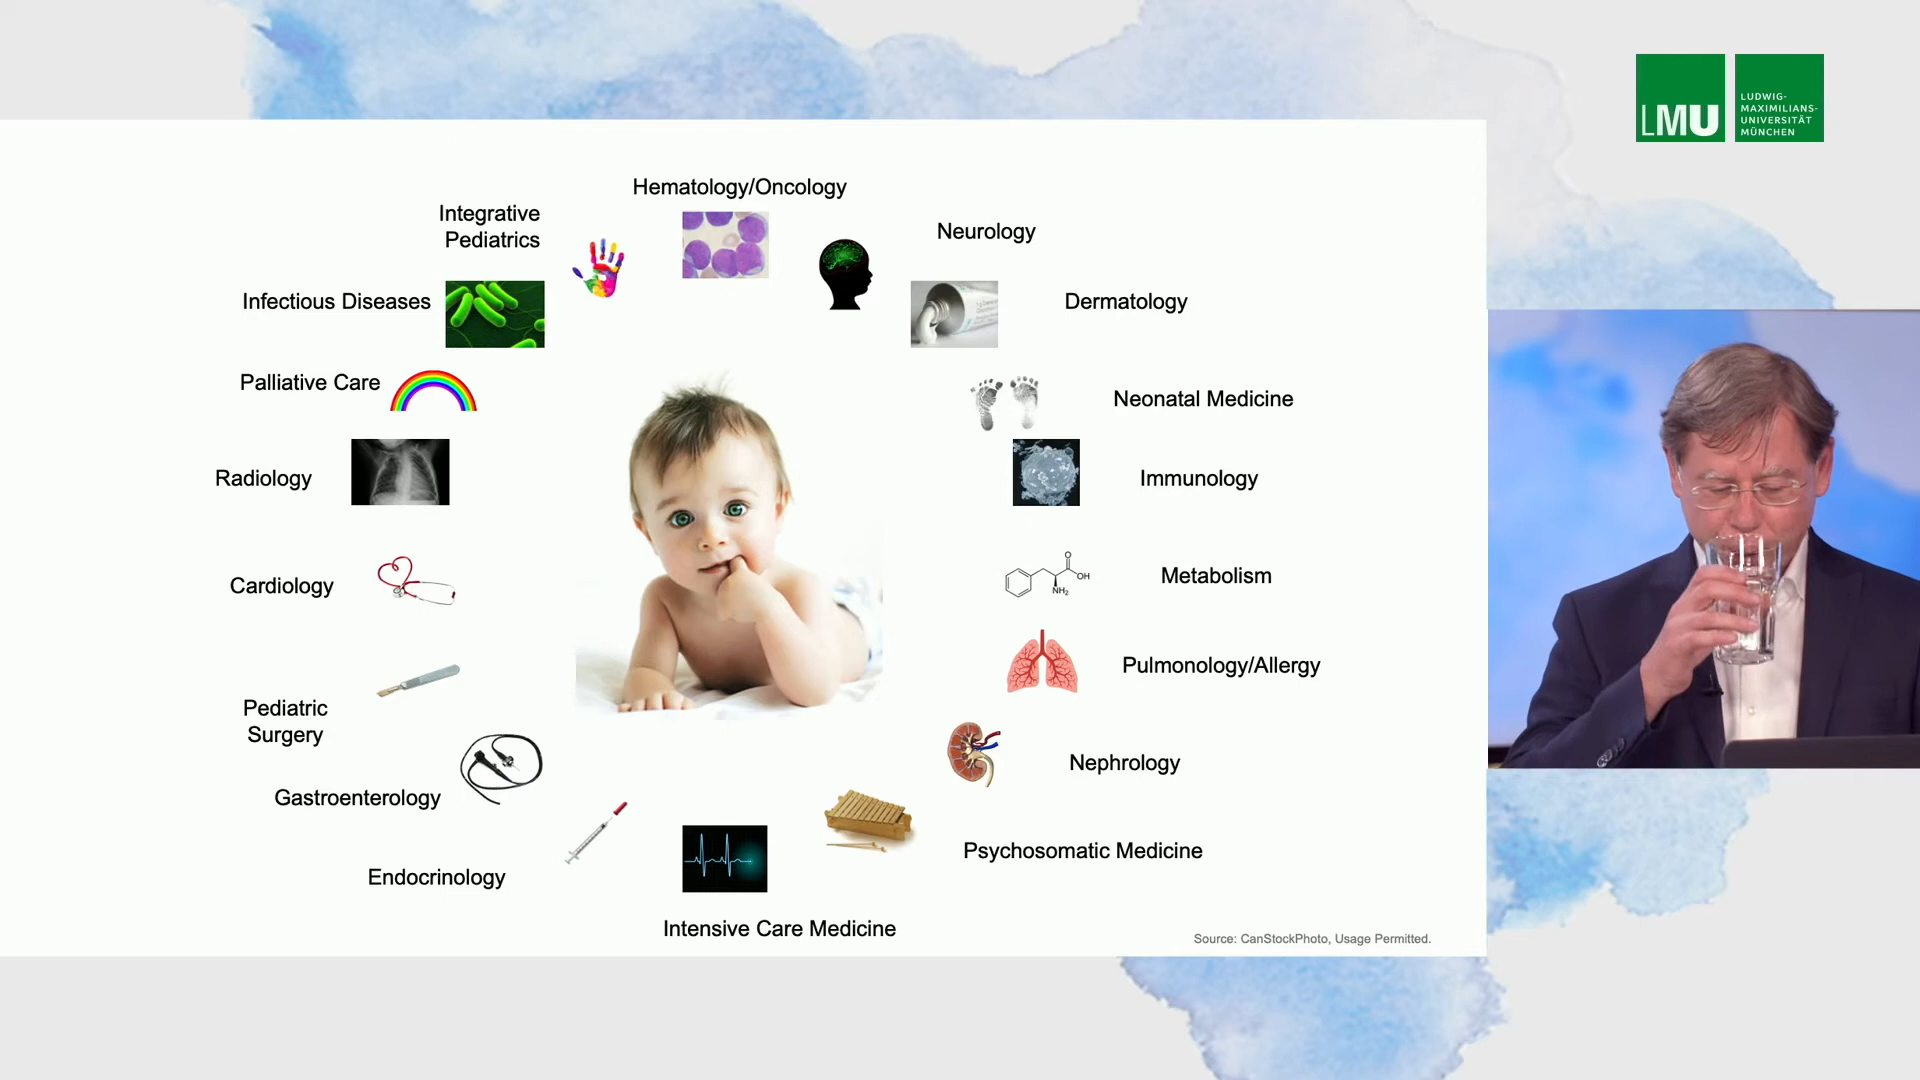 LMU
LUDWIG-
MAXIMILIANS-
UNIVERSITÄT
MÜNCHEN
Hematology/Oncology
Integrative
Pediatrics
Neurology
Infectious Diseases
Dermatology
Palliative Care
Neonatal Medicine
Radiology
Immunology
Cardiology
O
OH
NH₂
Metabolism
Pulmonology/Allergy
Pediatric
Surgery
Nephrology
Gastroenterology
Psychosomatic Medicine
Endocrinology
Intensive Care Medicine
Source: CanStockPhoto, Usage Permitted.